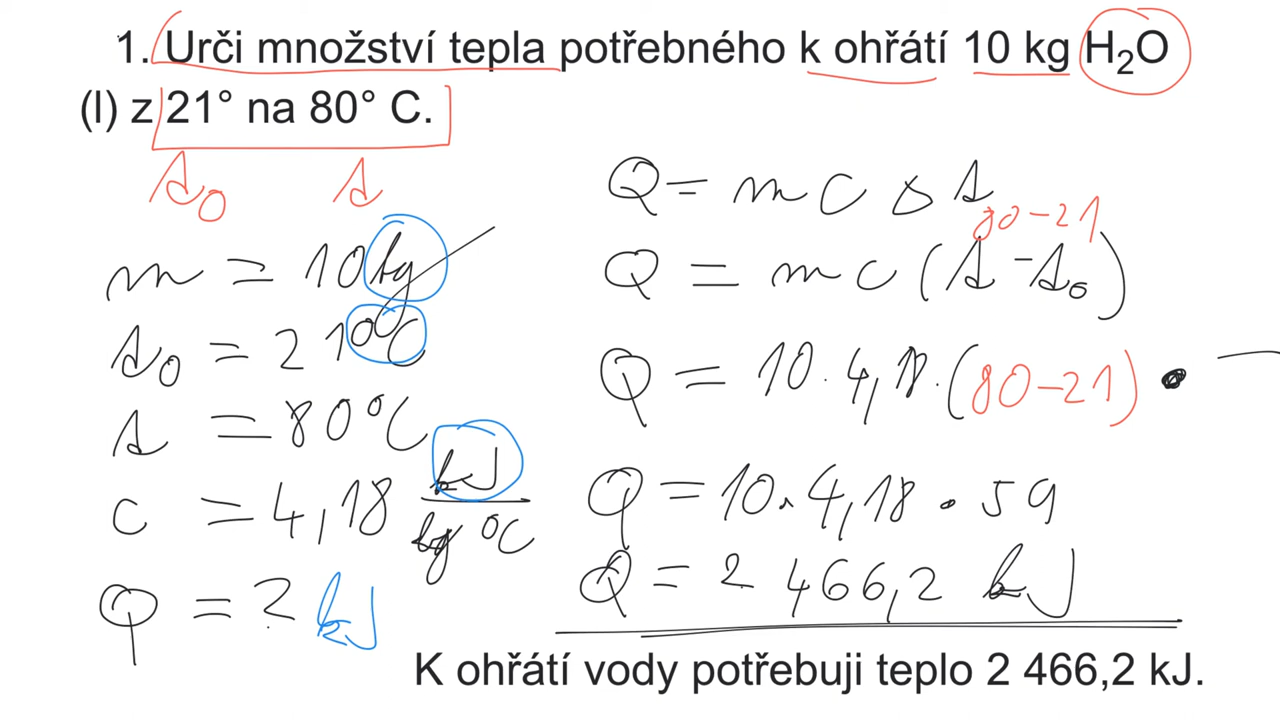 1. Urči množství tepla potřebného k ohřátí 10 kg H₂O
(l) z 21° na 80° C.
t₀ t
m = 10 kg
t₀ = 21°C
t = 80°C
c = 4,18 kJ/kg °C
Q = ? kJ
Q = m c Δ t
80-21
Q = m c (t - t₀)
Q = 10 . 4,18 . (80-21)
Q = 10 . 4,18 . 59
Q = 2 466,2 kJ
K ohřátí vody potřebuji teplo 2 466,2 kJ.